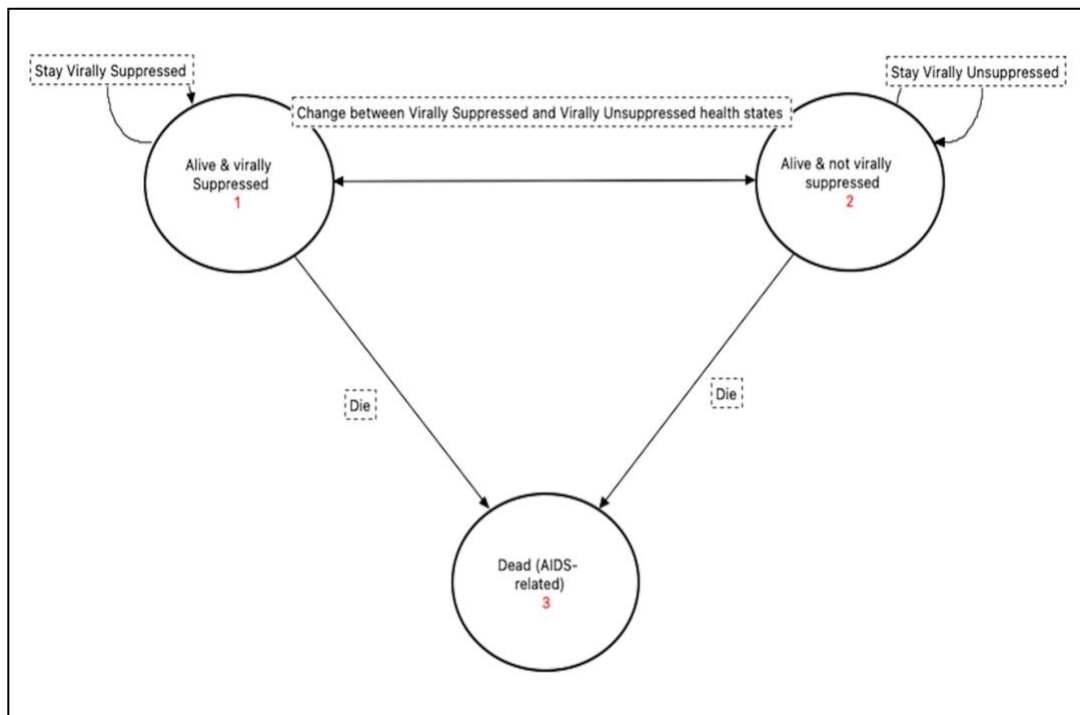 Stay Virally Suppressed
Stay Virally Unsuppressed
Change between Virally Suppressed and Virally Unsuppressed health states
Alive & virally
Suppressed
1
Alive & not virally
suppressed
2
Die
Die
Dead (AIDS-
related)
3